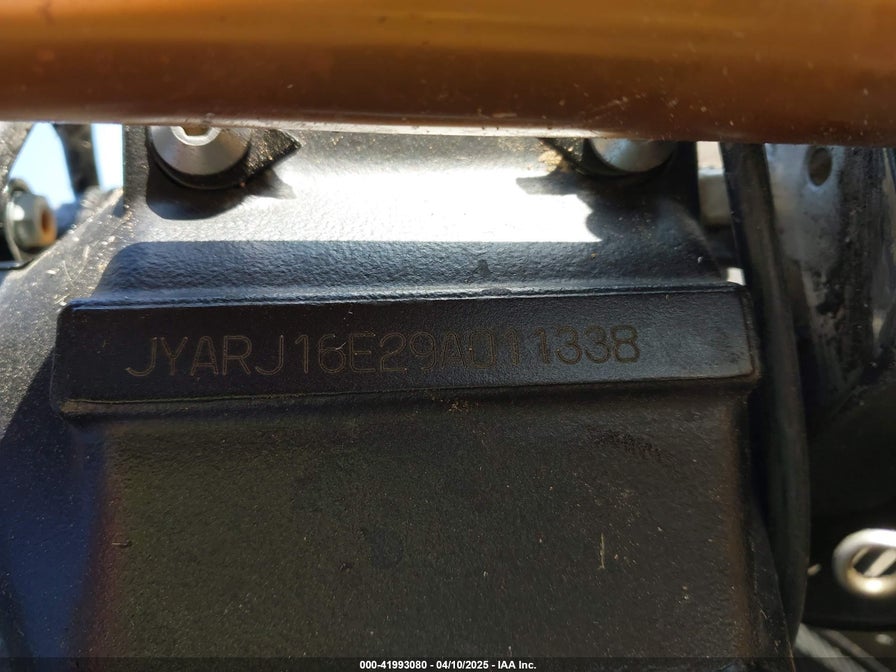 JYARJ16E29A011338
000-41993080 - 04/10/2025 - IAA Inc.